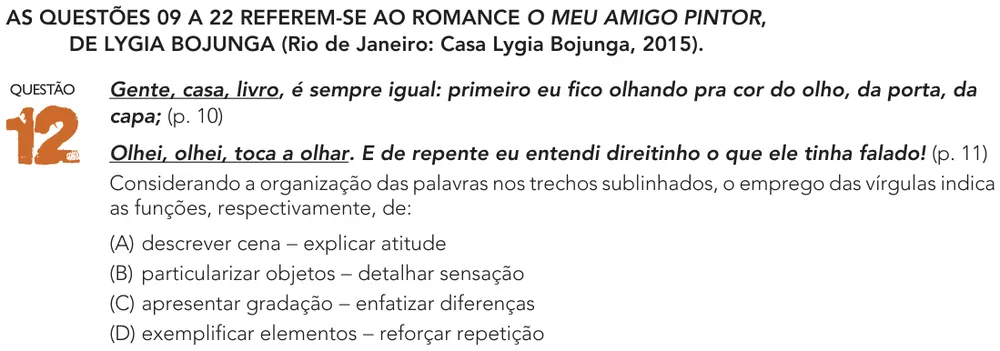 AS QUESTÕES 09 A 22 REFEREM-SE AO ROMANCE O MEU AMIGO PINTOR,
DE LYGIA BOJUNGA (Rio de Janeiro: Casa Lygia Bojunga, 2015).
QUESTÃO
12
Gente, casa, livro, é sempre igual: primeiro eu fico olhando pra cor do olho, da porta, da
capa; (p. 10)
Olhei, olhei, toca a olhar. E de repente eu entendi direitinho o que ele tinha falado! (p. 11)
Considerando a organização das palavras nos trechos sublinhados, o emprego das vírgulas indica
as funções, respectivamente, de:
(A) descrever cena – explicar atitude
(B) particularizar objetos – detalhar sensação
(C) apresentar gradação – enfatizar diferenças
(D) exemplificar elementos – reforçar repetição